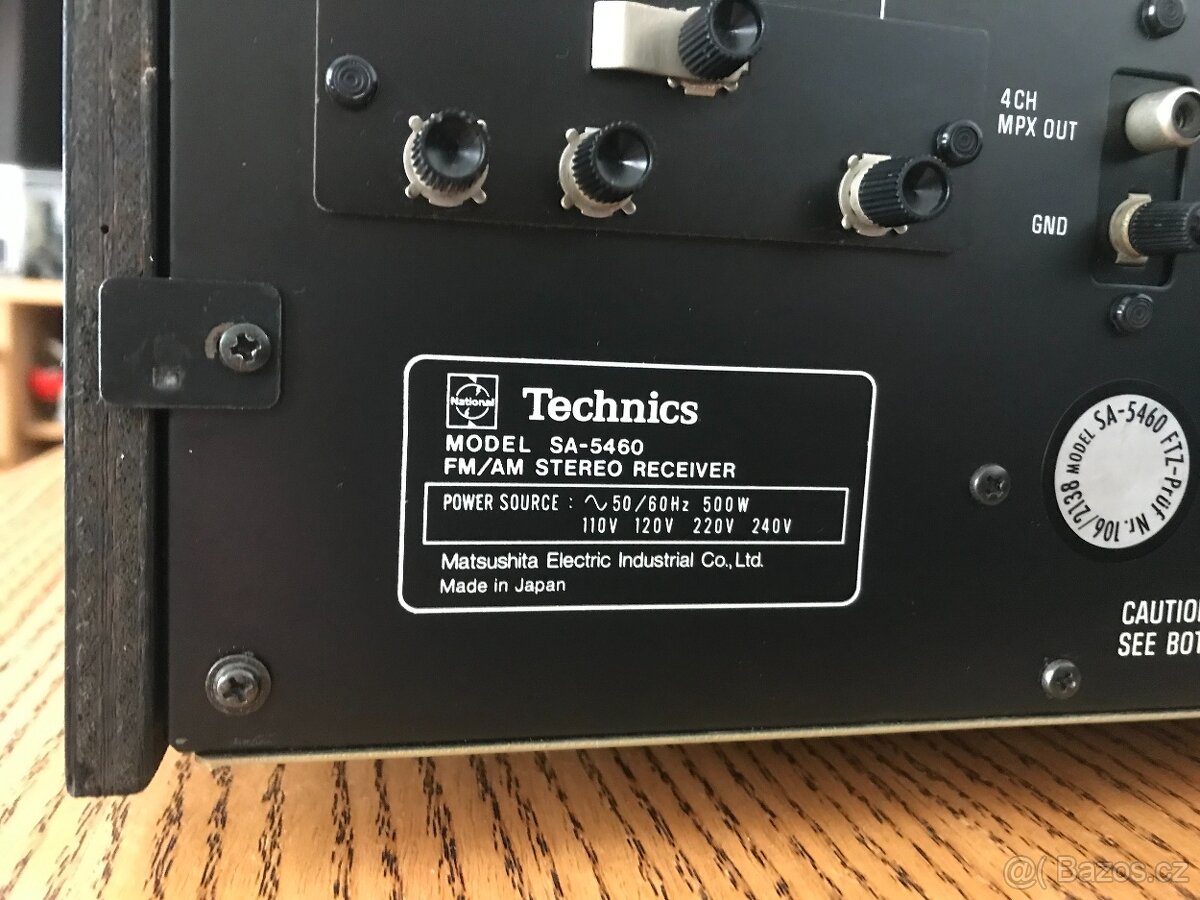 4CH
MPX OUT
GND
National Technics
MODEL SA-5460
FM/AM STEREO RECEIVER
POWER SOURCE : ∿50/60Hz 500W
110V 120V 220V 240V
Matsushita Electric Industrial Co., Ltd.
Made in Japan
MODEL SA-5460 FTZ-Prüf Nr. 106/2138
CAUTIO
SEE BOT
@( Bazos.cz